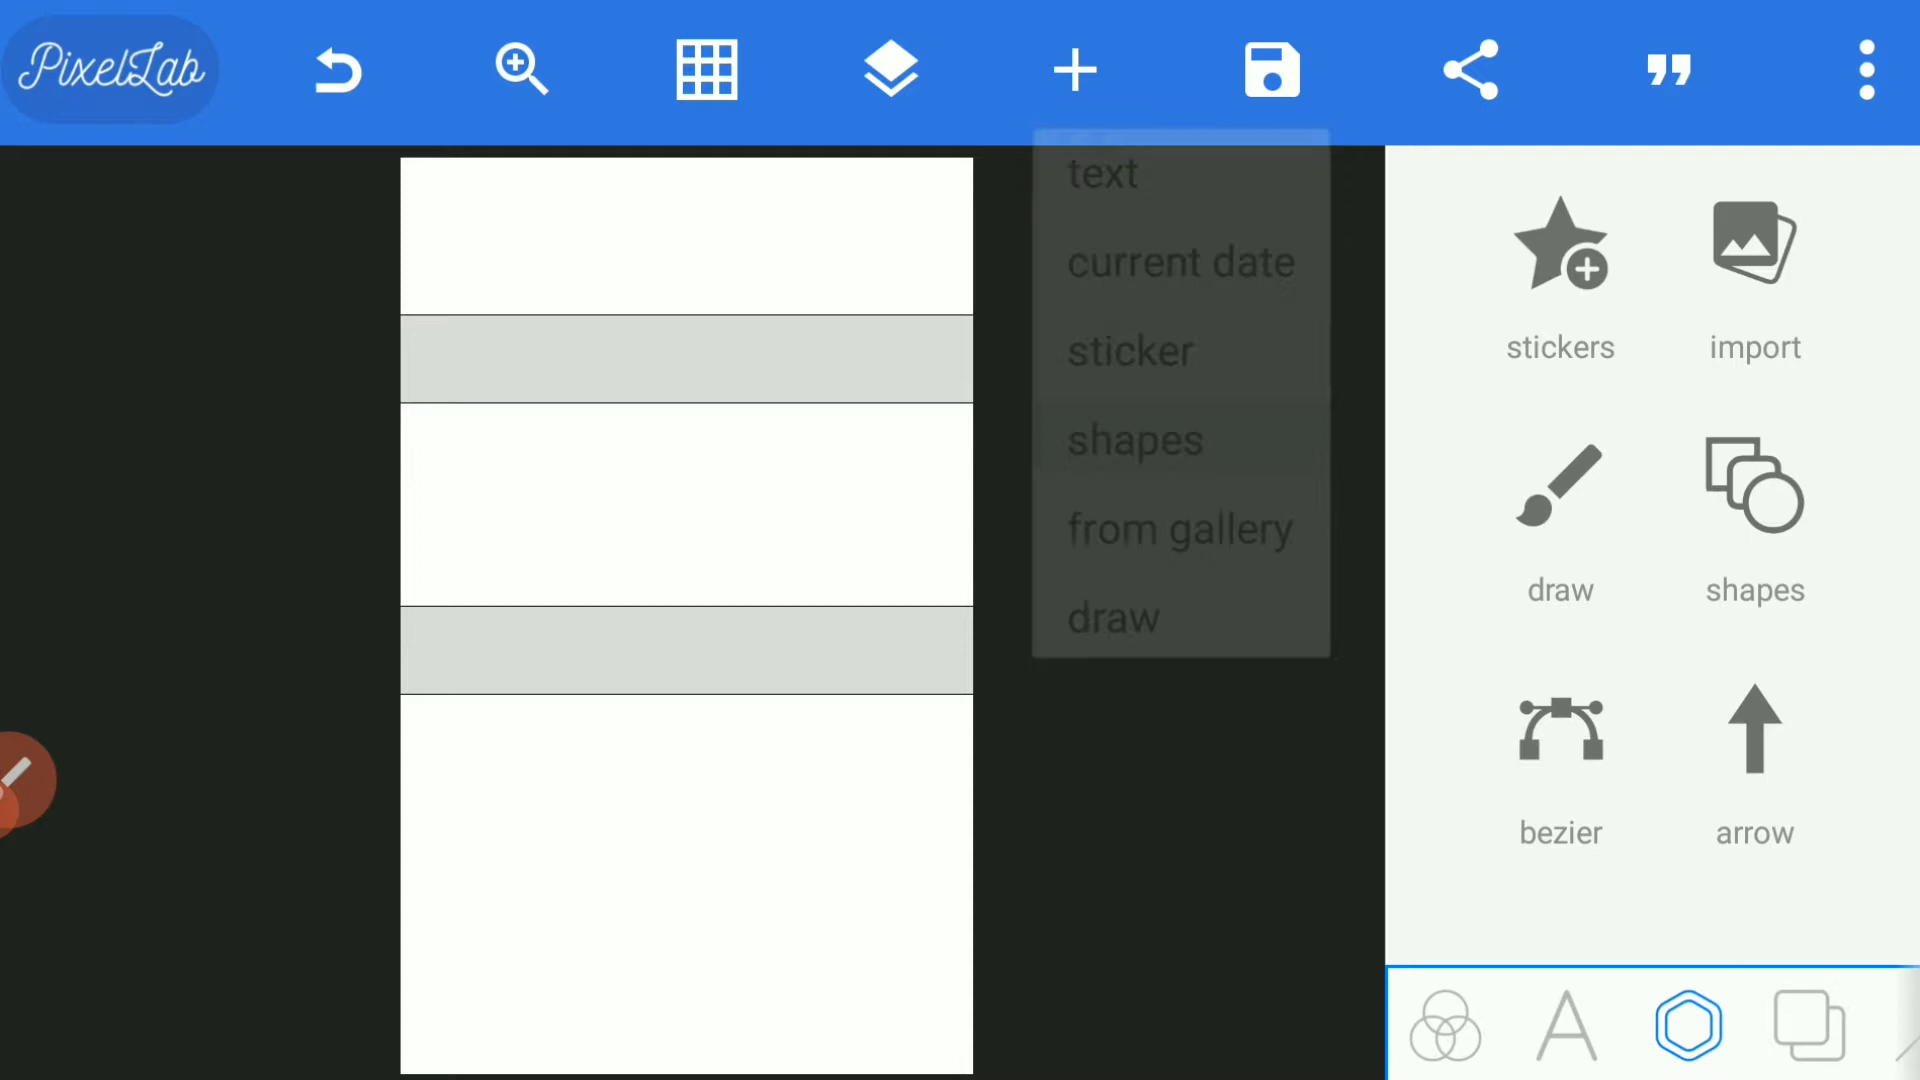 PixelLab
text
current date
sticker
shapes
from gallery
draw
stickers
import
draw
shapes
bezier
arrow